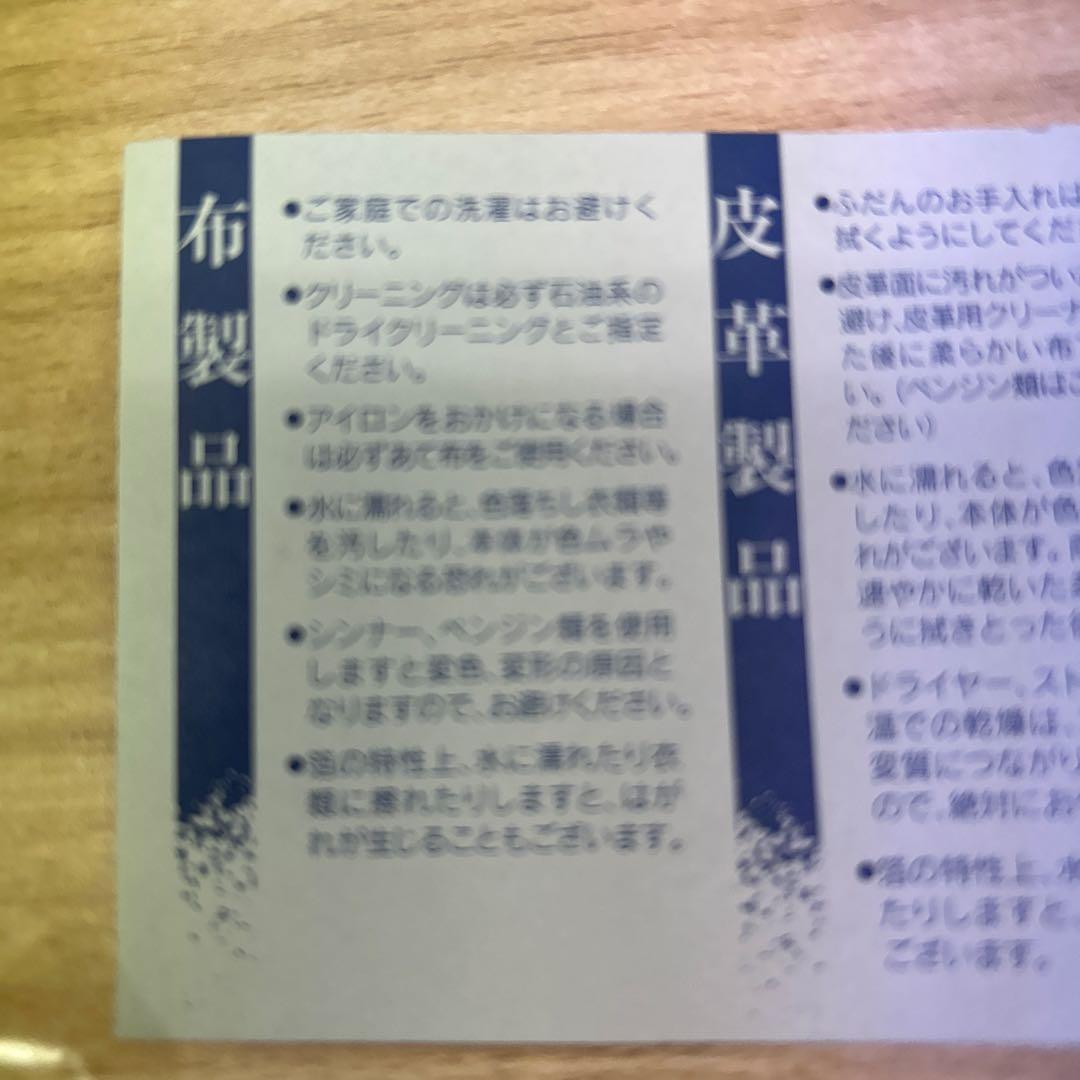 布製品
●ご家庭での洗濯はお避けく
ださい。
●クリーニングは必ず石油系の
ドライクリーニングとご指定
ください。
●アイロンをおかけになる場合
は必ずあて布をご使用ください。
●水に濡れると、色落ちし衣類等
を汚したり、本体が色ムラや
シミになる恐れがございます。
●シンナー、ベンジン類を使用
しますと変色、変形の原因と
なりますので、お避けください。
●箔の特性上、水に濡れたり衣
類に擦れたりしますと、はが
れが生じることもございます。
皮革製品
●ふだんのお手入れは
拭くようにしてくだ
●皮革面に汚れがつい
避け、皮革用クリーナ
た後に柔らかい布
い。(ベンジン類はご
ださい)
●水に濡れると、色
したり、本体が色
れがございます。
速やかに乾いた
うに拭きとった
●ドライヤー、スト
温での乾燥は、
変質につながり
ので、絶対にお
●箔の特性上、水
たりしますと、
ございます。